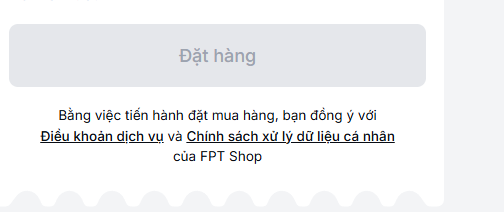 Đặt hàng
Bằng việc tiến hành đặt mua hàng, bạn đồng ý với
Điều khoản dịch vụ và Chính sách xử lý dữ liệu cá nhân
của FPT Shop